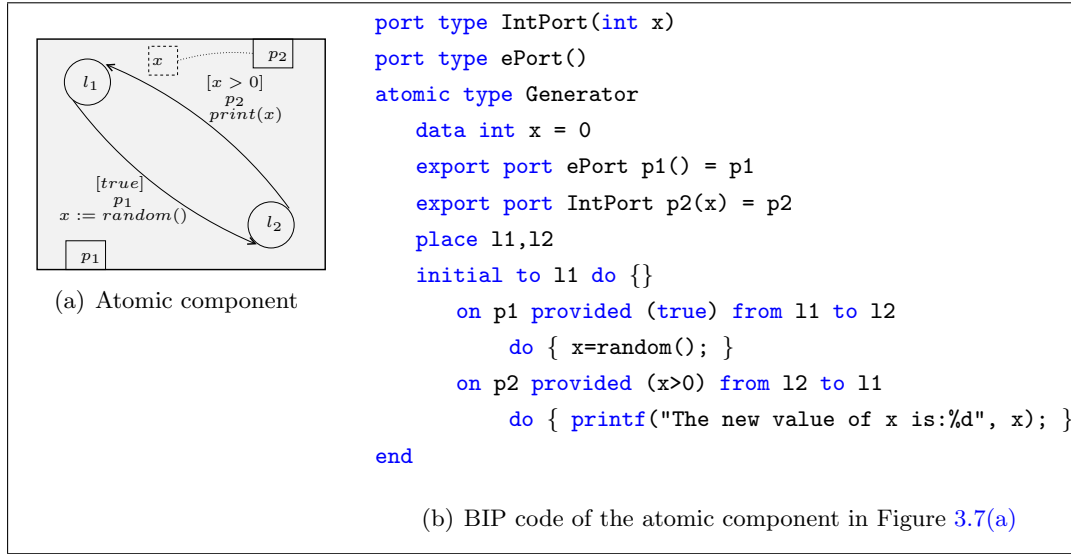 x
p2
l1
[x > 0]
p2
print(x)
[true]
p1
x := random()
l2
p1
(a) Atomic component
port type IntPort(int x)
port type ePort()
atomic type Generator
data int x = 0
export port ePort p1() = p1
export port IntPort p2(x) = p2
place l1,l2
initial to l1 do {}
on p1 provided (true) from l1 to l2
do { x=random(); }
on p2 provided (x>0) from l2 to l1
do { printf("The new value of x is:%d", x); }
end
(b) BIP code of the atomic component in Figure 3.7(a)